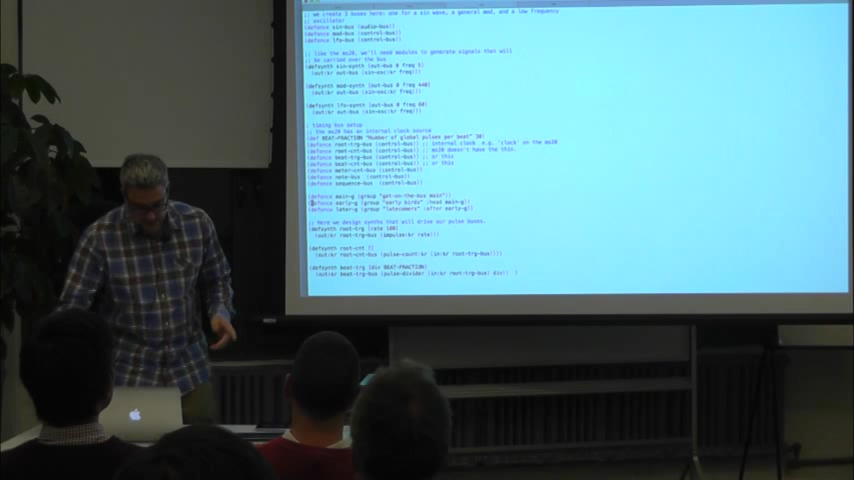 ;; we create 3 buses here: one for a sin wave, a general mod, and a low frequency
;; oscillator
(defonce sin-bus (audio-bus))
(defonce mod-bus (control-bus))
(defonce lfo-bus (control-bus))
;; like the ms20, we'll need modules to generate signals that will
;; be carried over the bus
(defsynth sin-synth [out-bus 0 freq 5]
(out:kr out-bus (sin-osc:kr freq)))
(defsynth mod-synth [out-bus 0 freq 440]
(out:kr out-bus (sin-osc:kr freq)))
(defsynth lfo-synth [out-bus 0 freq 60]
(out:kr out-bus (sin-osc:kr freq)))
; timing bus setup
; the ms20 has an internal clock source
(def BEAT-FRACTION "Number of global pulses per beat" 30)
(defonce root-trg-bus (control-bus)) ;; internal clock e.g. 'clock' on the ms20
(defonce root-cnt-bus (control-bus)) ;; ms20 doesn't have the this.
(defonce beat-trg-bus (control-bus)) ;; or this
(defonce beat-cnt-bus (control-bus)) ;; or this
(defonce meter-cnt-bus (control-bus))
(defonce note-bus (control-bus))
(defonce sequence-bus (control-bus))
(defonce main-g (group "get-on-the-bus main"))
(defonce early-g (group "early birds" :head main-g))
(defonce later-g (group "latecomers" :after early-g))
;; Here we design synths that will drive our pulse buses.
(defsynth root-trg [rate 100]
(out:kr root-trg-bus (impulse:kr rate)))
(defsynth root-cnt []
(out:kr root-cnt-bus (pulse-count:kr (in:kr root-trg-bus))))
(defsynth beat-trg [div BEAT-FRACTION]
(out:kr beat-trg-bus (pulse-divider (in:kr root-trg-bus) div)) )